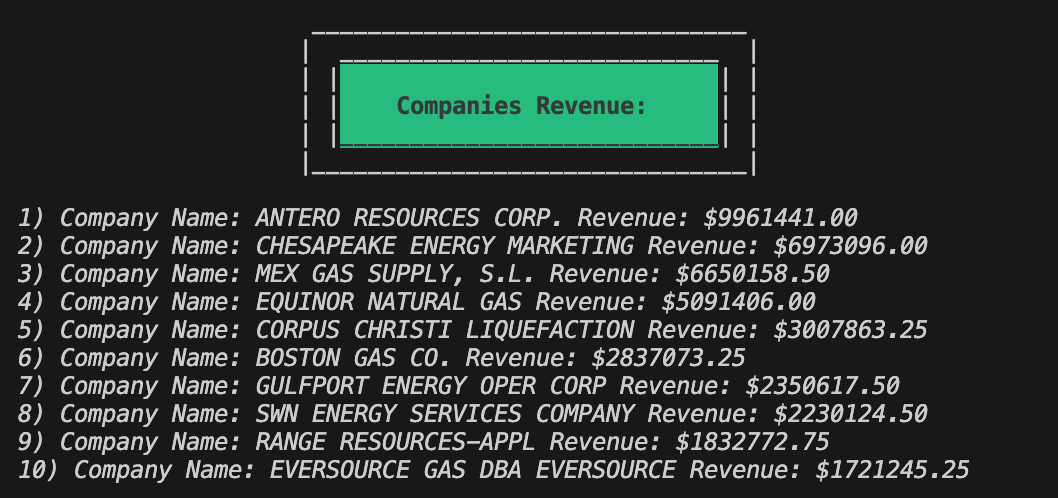 Companies Revenue:
1) Company Name: ANTERO RESOURCES CORP. Revenue: $9961441.00
2) Company Name: CHESAPEAKE ENERGY MARKETING Revenue: $6973096.00
3) Company Name: MEX GAS SUPPLY, S.L. Revenue: $6650158.50
4) Company Name: EQUINOR NATURAL GAS Revenue: $5091406.00
5) Company Name: CORPUS CHRISTI LIQUEFACTION Revenue: $3007863.25
6) Company Name: BOSTON GAS CO. Revenue: $2837073.25
7) Company Name: GULFPORT ENERGY OPER CORP Revenue: $2350617.50
8) Company Name: SWN ENERGY SERVICES COMPANY Revenue: $2230124.50
9) Company Name: RANGE RESOURCES–APPL Revenue: $1832772.75
10) Company Name: EVERSOURCE GAS DBA EVERSOURCE Revenue: $1721245.25